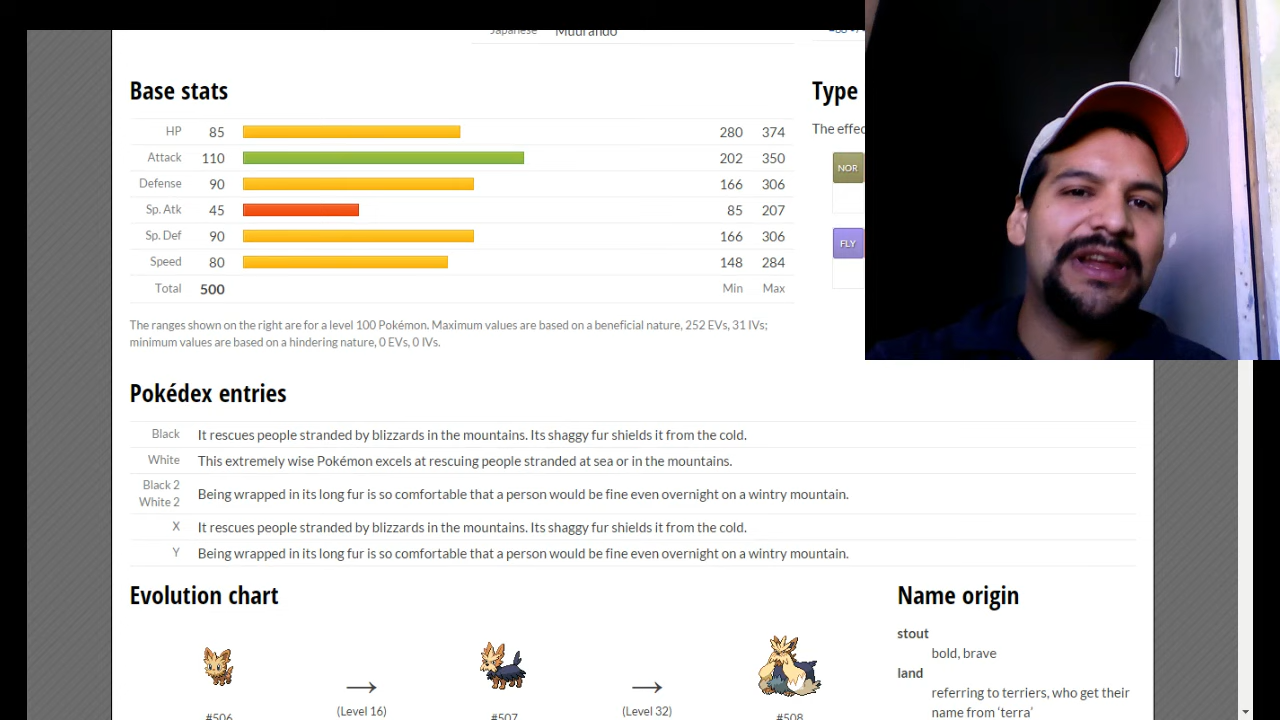 Japanese Muurando
Base stats
HP 85 280 374
Attack 110 202 350
Defense 90 166 306
Sp. Atk 45 85 207
Sp. Def 90 166 306
Speed 80 148 284
Total 500 Min Max
The ranges shown on the right are for a level 100 Pokémon. Maximum values are based on a beneficial nature, 252 EVs, 31 IVs;
minimum values are based on a hindering nature, 0 EVs, 0 IVs.
Type
The effec
NOR
FLY
Pokédex entries
Black It rescues people stranded by blizzards in the mountains. Its shaggy fur shields it from the cold.
White This extremely wise Pokémon excels at rescuing people stranded at sea or in the mountains.
Black 2
White 2 Being wrapped in its long fur is so comfortable that a person would be fine even overnight on a wintry mountain.
X It rescues people stranded by blizzards in the mountains. Its shaggy fur shields it from the cold.
Y Being wrapped in its long fur is so comfortable that a person would be fine even overnight on a wintry mountain.
Evolution chart
→
(Level 16)
→
(Level 32)
#506 #507 #508
Name origin
stout
bold, brave
land
referring to terriers, who get their
name from ‘terra’